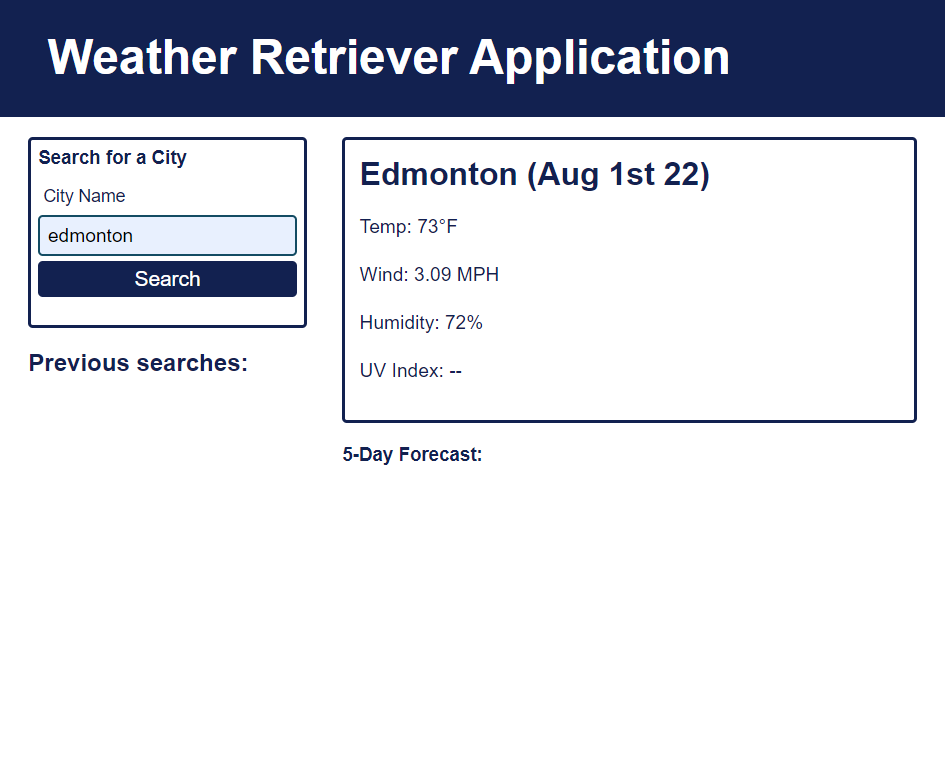 Weather Retriever Application
Search for a City
City Name
edmonton
Search
Previous searches:
Edmonton (Aug 1st 22)
Temp: 73°F
Wind: 3.09 MPH
Humidity: 72%
UV Index: --
5-Day Forecast: